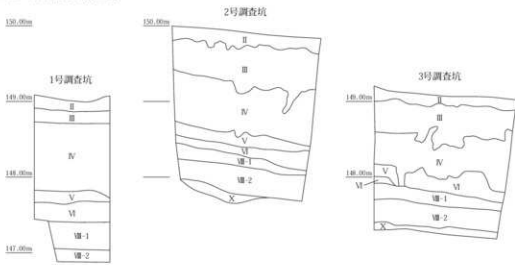 1号調査坑
149.00m
148.00m
147.00m
II
III
IV
V
VI
VIII-1
VIII-2
2号調査坑
150.00m
150.00m
II
III
IV
V
VI
VIII-1
VIII-2
X
3号調査坑
149.00m
148.00m
II
III
IV
V
VI
VI
VIII-1
VIII-2
X